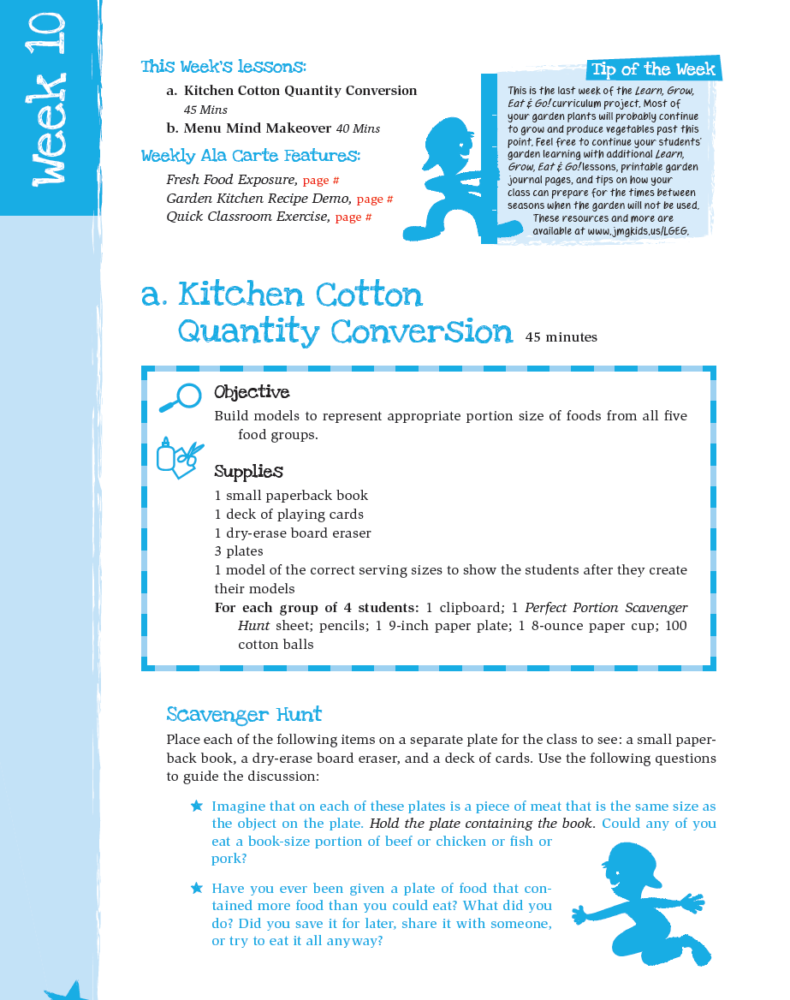 Week 10
This Week's lessons:
a. Kitchen Cotton Quantity Conversion
45 Mins
b. Menu Mind Makeover 40 Mins
Weekly Ala Carte Features:
Fresh Food Exposure, page #
Garden Kitchen Recipe Demo, page #
Quick Classroom Exercise, page #
Tip of the Week
This is the last week of the Learn, Grow,
Eat & Go! curriculum project. Most of
your garden plants will probably continue
to grow and produce vegetables past this
point. Feel free to continue your students'
garden learning with additional Learn,
Grow, Eat & Go! lessons, printable garden
journal pages, and tips on how your
class can prepare for the times between
seasons when the garden will not be used.
These resources and more are
available at www.jmgkids.us/LGEG.
a. Kitchen Cotton
Quantity Conversion 45 minutes
Objective
Build models to represent appropriate portion size of foods from all five
food groups.
Supplies
1 small paperback book
1 deck of playing cards
1 dry-erase board eraser
3 plates
1 model of the correct serving sizes to show the students after they create
their models
For each group of 4 students: 1 clipboard; 1 Perfect Portion Scavenger
Hunt sheet; pencils; 1 9-inch paper plate; 1 8-ounce paper cup; 100
cotton balls
Scavenger Hunt
Place each of the following items on a separate plate for the class to see: a small paper-
back book, a dry-erase board eraser, and a deck of cards. Use the following questions
to guide the discussion:
Imagine that on each of these plates is a piece of meat that is the same size as
the object on the plate. Hold the plate containing the book. Could any of you
eat a book-size portion of beef or chicken or fish or
pork?
Have you ever been given a plate of food that con-
tained more food than you could eat? What did you
do? Did you save it for later, share it with someone,
or try to eat it all anyway?